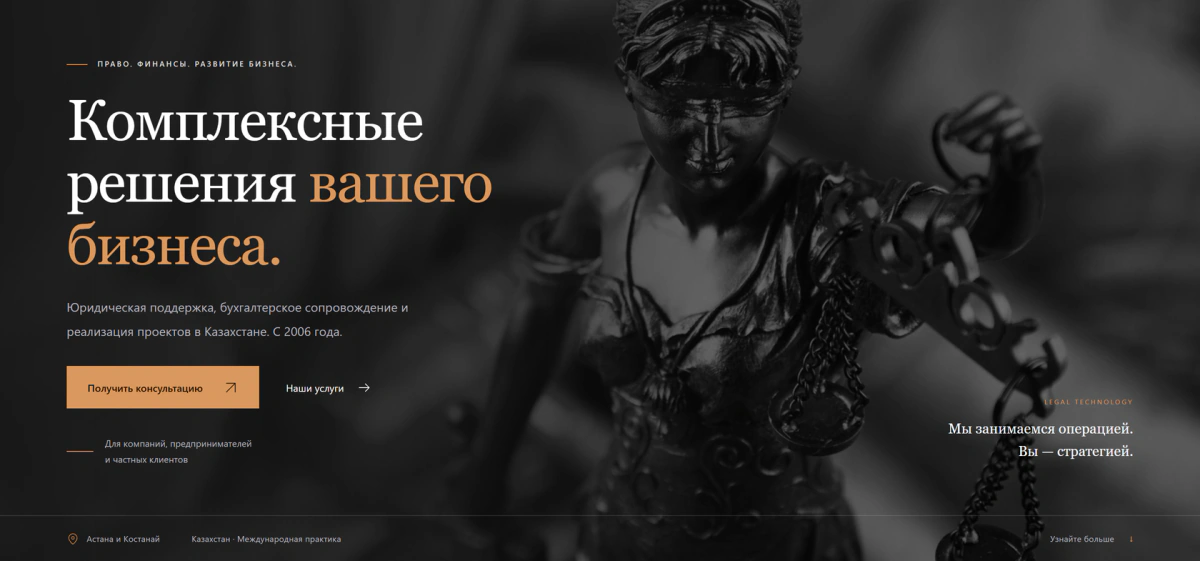 ПРАВО. ФИНАНСЫ. РАЗВИТИЕ БИЗНЕСА.
Комплексные
решения вашего
бизнеса.
Юридическая поддержка, бухгалтерское сопровождение и
реализация проектов в Казахстане. С 2006 года.
Получить консультацию
Наши услуги
Для компаний, предпринимателей
и частных клиентов
LEGAL TECHNOLOGY
Мы занимаемся операцией.
Вы — стратегией.
Астана и Костанай
Казахстан · Международная практика
Узнайте больше